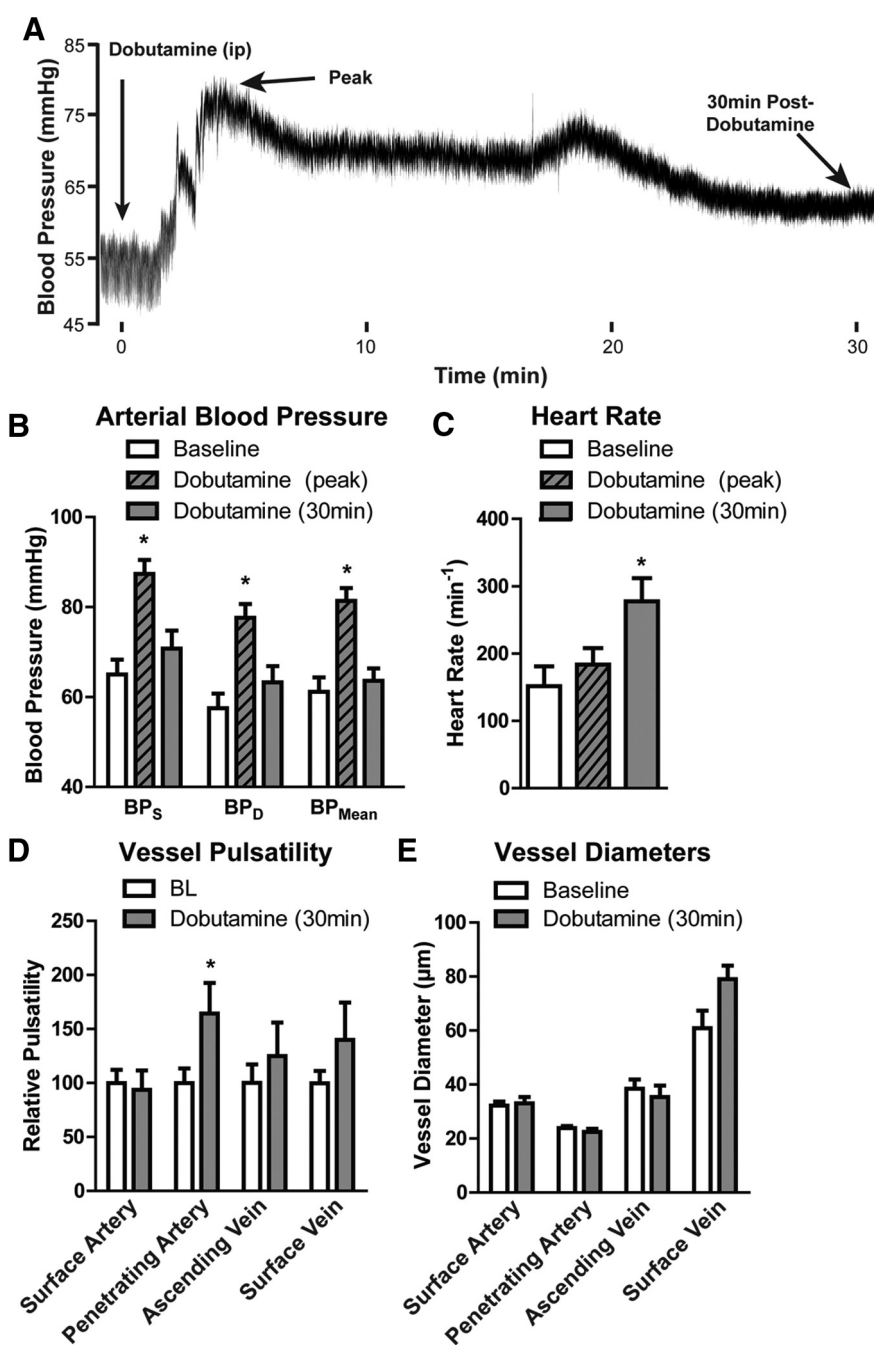 A
Dobutamine (ip)
Peak
30min Post-
Dobutamine
Blood Pressure (mmHg)
85
75
65
55
45
0
10
20
30
Time (min)
B
Arterial Blood Pressure
Baseline
Dobutamine (peak)
Dobutamine (30min)
Blood Pressure (mmHg)
100
80
60
40
*
*
*
BPS
BPD
BPMean
C
Heart Rate
Baseline
Dobutamine (peak)
Dobutamine (30min)
Heart Rate (min-1)
400
300
200
100
0
*
D
Vessel Pulsatility
BL
Dobutamine (30min)
Relative Pulsatility
250
200
150
100
50
0
*
Surface Artery
Penetrating Artery
Ascending Vein
Surface Vein
E
Vessel Diameters
Baseline
Dobutamine (30min)
Vessel Diameter (µm)
100
80
60
40
20
0
Surface Artery
Penetrating Artery
Ascending Vein
Surface Vein